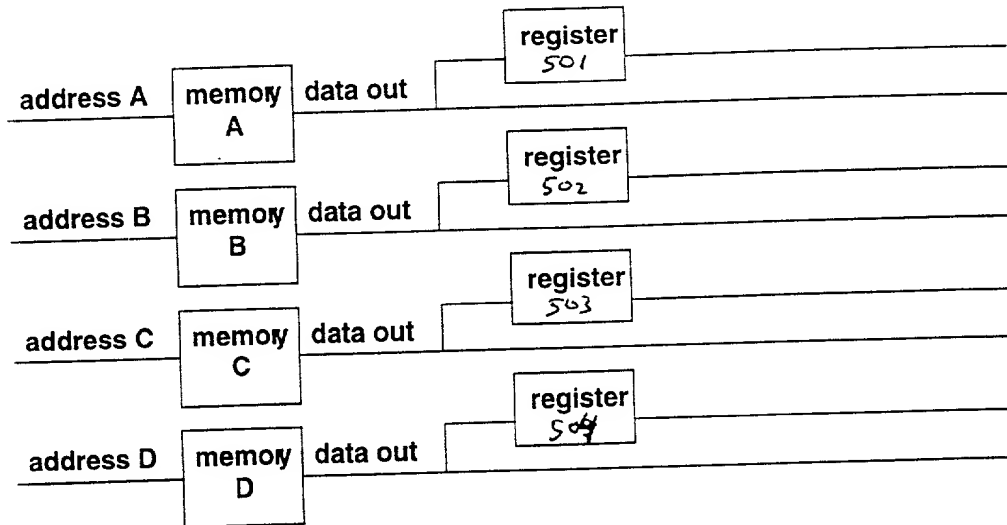 register
501
address A
memory
A
data out
register
502
address B
memory
B
data out
register
503
address C
memory
C
data out
register
504
address D
memory
D
data out